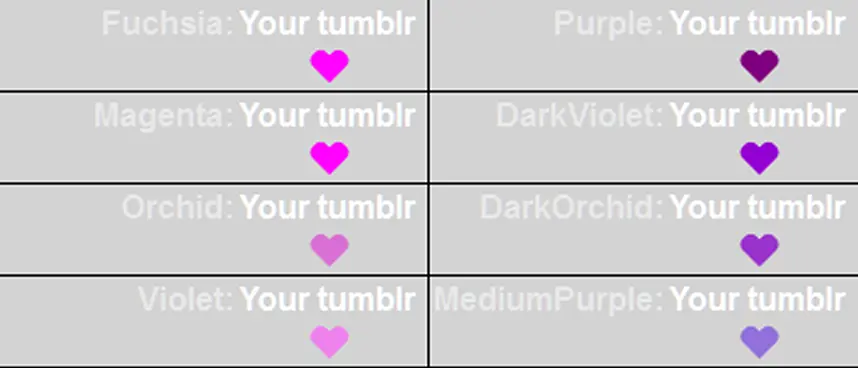 Fuchsia: Your tumblr
Purple: Your tumblr
Magenta: Your tumblr
DarkViolet: Your tumblr
Orchid: Your tumblr
DarkOrchid: Your tumblr
Violet: Your tumblr
MediumPurple: Your tumblr